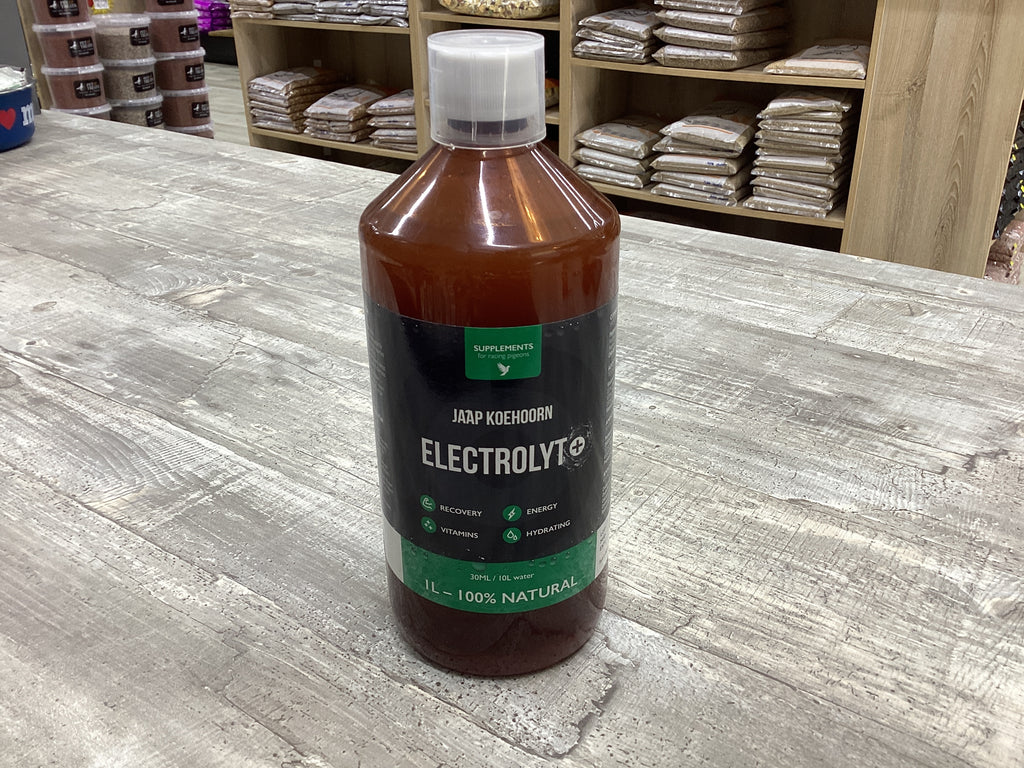 SUPPLEMENTS
for racing pigeons
JAAP KOEHOORN
ELECTROLYT+
RECOVERY
ENERGY
VITAMINS
HYDRATING
30ML / 10L water
1L – 100% NATURAL